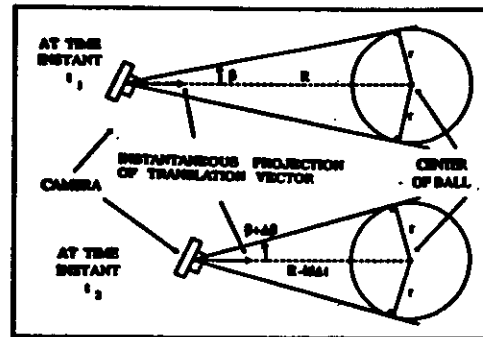 AT TIME
INSTANT
t₁
β
R
r
r
INSTANTANEOUS PROJECTION
OF TRANSLATION VECTOR
CAMERA
CENTER
OF BALL
AT TIME
INSTANT
t₂
β+Δβ
r
r